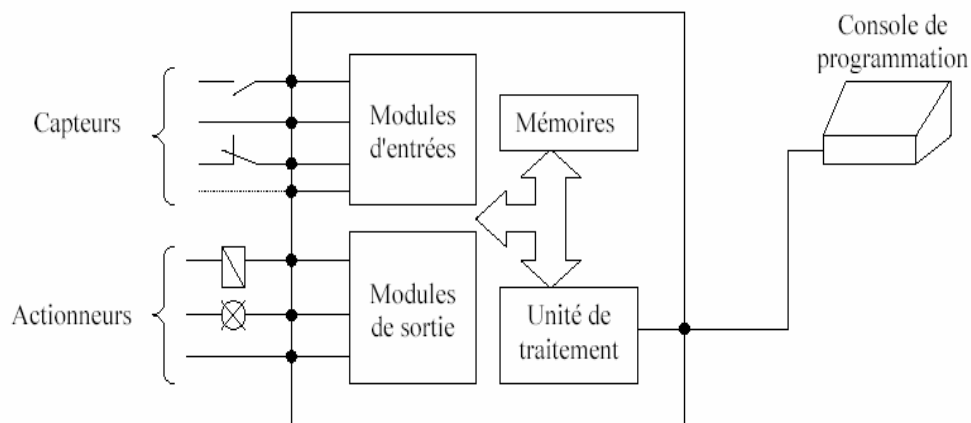 Console de
programmation
Capteurs
Modules
d'entrées
Mémoires
Actionneurs
Modules
de sortie
Unité de
traitement